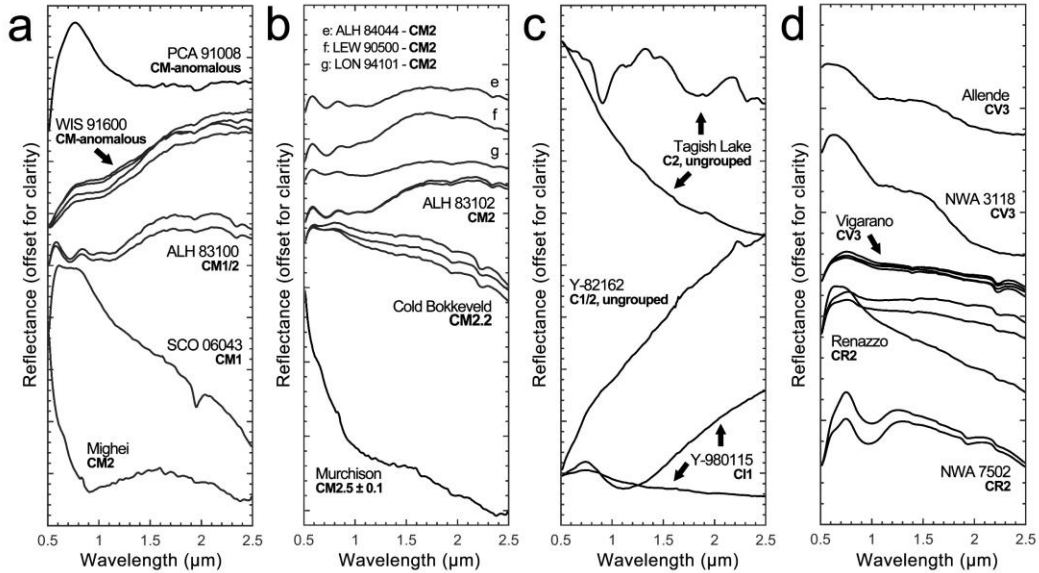 a
PCA 91008
CM-anomalous
WIS 91600
CM-anomalous
ALH 83100
CM1/2
SCO 06043
CM1
Mighei
CM2
Reflectance (offset for clarity)
0.5 1 1.5 2 2.5
Wavelength (μm)
b
e: ALH 84044 - CM2
f: LEW 90500 - CM2
g: LON 94101 - CM2
e
f
g
ALH 83102
CM2
Cold Bokkeveld
CM2.2
Murchison
CM2.5 ± 0.1
Reflectance (offset for clarity)
0.5 1 1.5 2 2.5
Wavelength (μm)
c
Tagish Lake
C2, ungrouped
Y-82162
C1/2, ungrouped
Y-980115
CI1
Reflectance (offset for clarity)
0.5 1 1.5 2 2.5
Wavelength (μm)
d
Allende
CV3
NWA 3118
CV3
Vigarano
CV3
Renazzo
CR2
NWA 7502
CR2
Reflectance (offset for clarity)
0.5 1 1.5 2 2.5
Wavelength (μm)